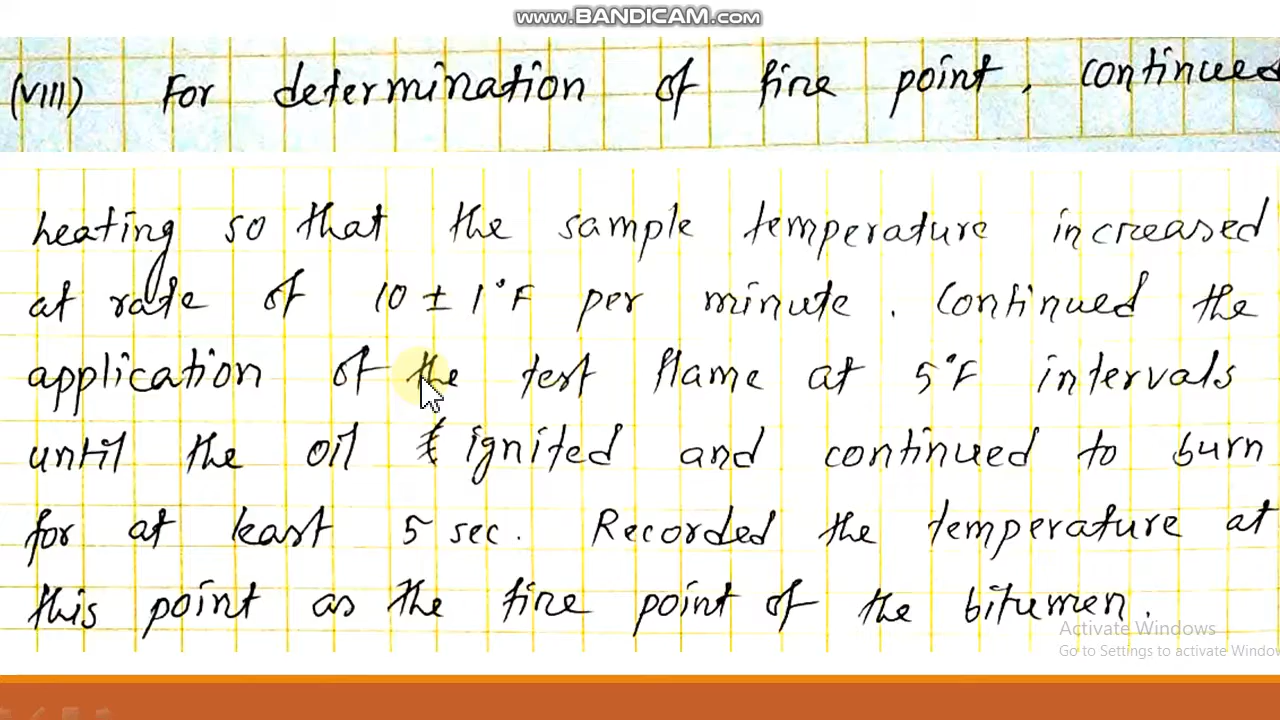 www.BANDICAM.com
(VIII) For determination of fire point, continued
heating so that the sample temperature increased
at rate of 10 ± 1°F per minute. Continued the
application of the test flame at 5°F intervals
until the oil ignited and continued to burn
for at least 5 sec. Recorded the temperature at
this point as the fire point of the bitumen.
Activate Windows
Go to Settings to activate Window